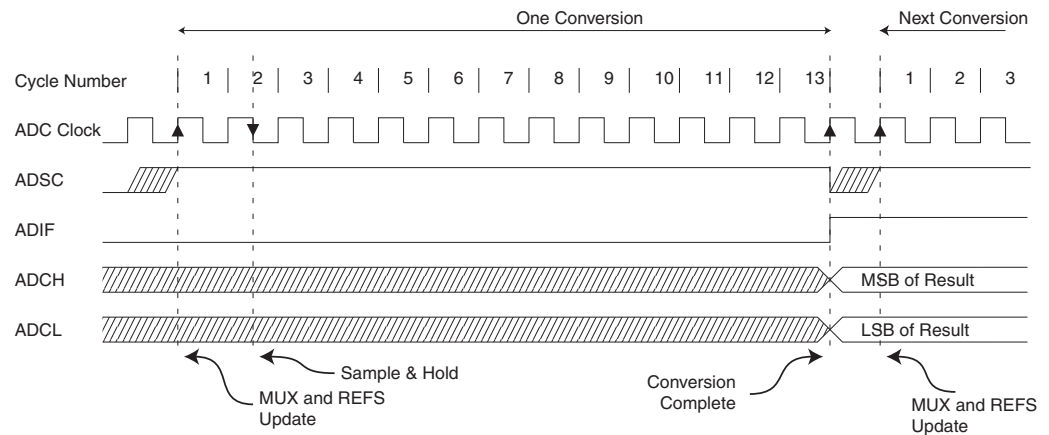 One Conversion
Next Conversion
Cycle Number 1 2 3 4 5 6 7 8 9 10 11 12 13 1 2 3
ADC Clock
ADSC
ADIF
ADCH MSB of Result
ADCL LSB of Result
Sample & Hold
MUX and REFS
Update
Conversion
Complete
MUX and REFS
Update